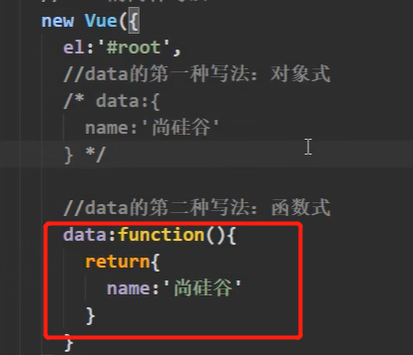 new Vue({
el:'#root',
//data的第一种写法：对象式
/* data:{
name:'尚硅谷'
} */
//data的第二种写法：函数式
data:function(){
return{
name:'尚硅谷'
}
}